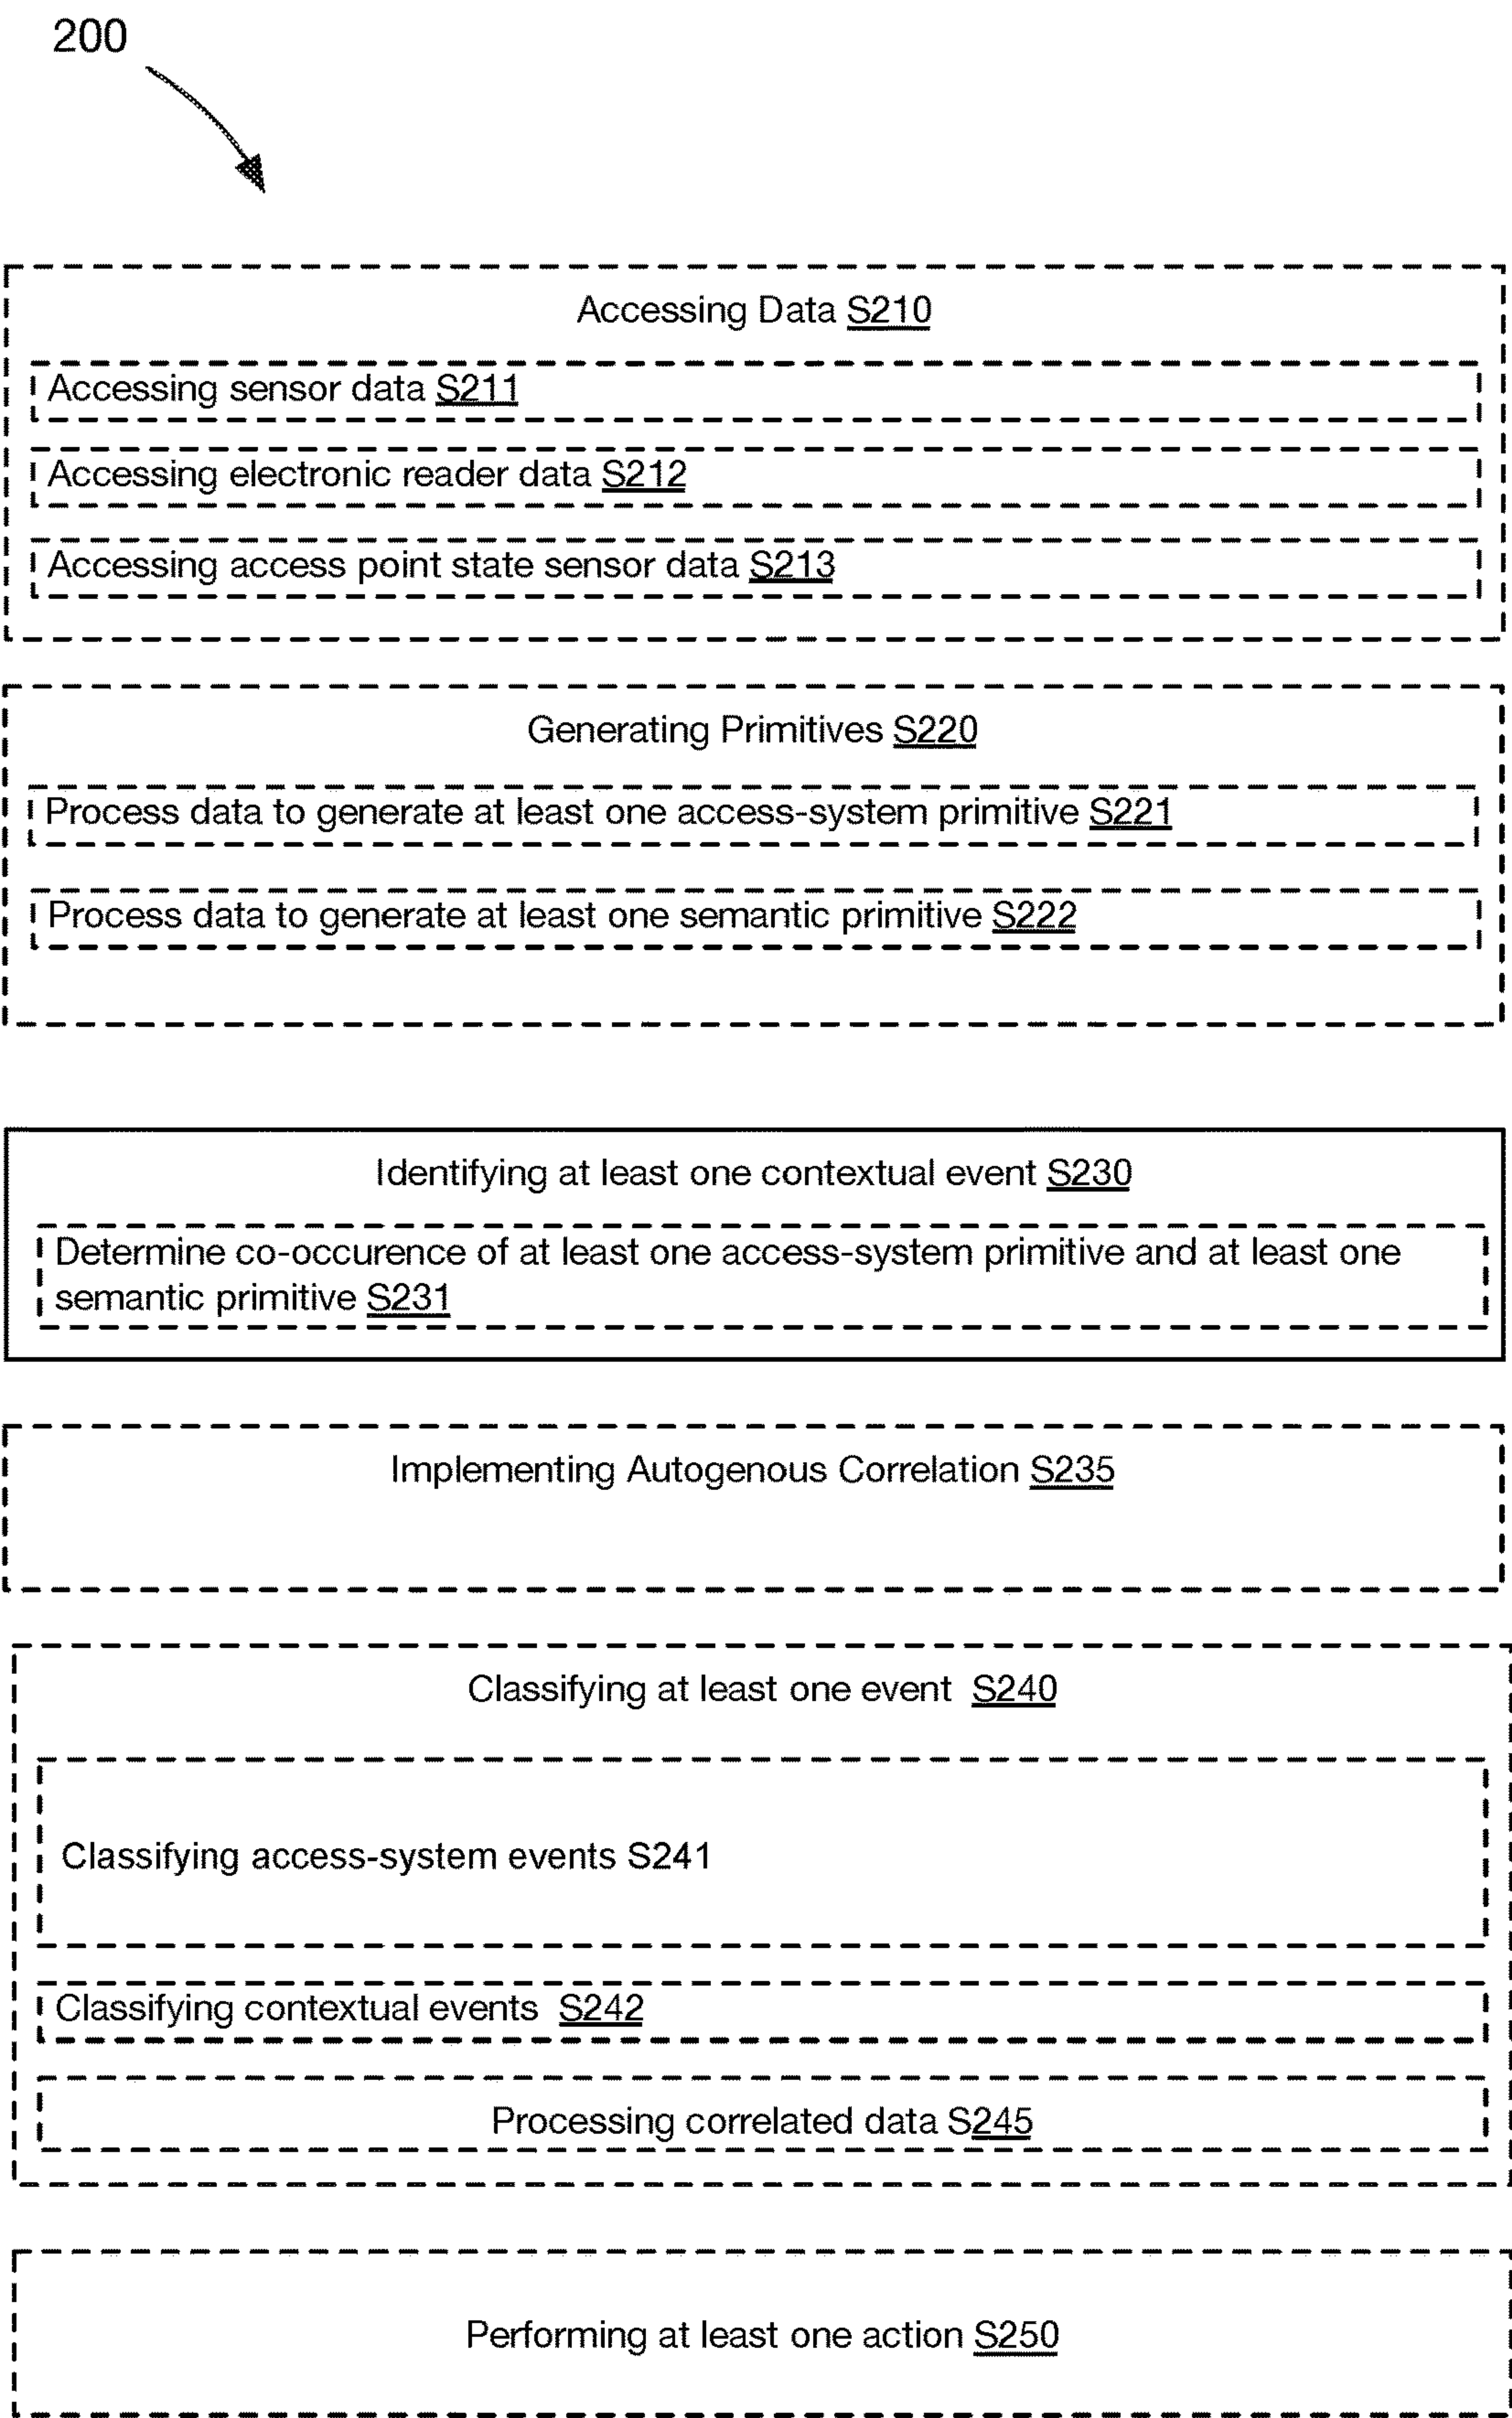 200
Accessing Data S210
Accessing sensor data S211
Accessing electronic reader data S212
Accessing access point state sensor data S213
Generating Primitives S220
Process data to generate at least one access-system primitive S221
Process data to generate at least one semantic primitive S222
Identifying at least one contextual event S230
Determine co-occurence of at least one access-system primitive and at least one
semantic primitive S231
Implementing Autogenous Correlation S235
Classifying at least one event S240
Classifying access-system events S241
Classifying contextual events S242
Processing correlated data S245
Performing at least one action S250